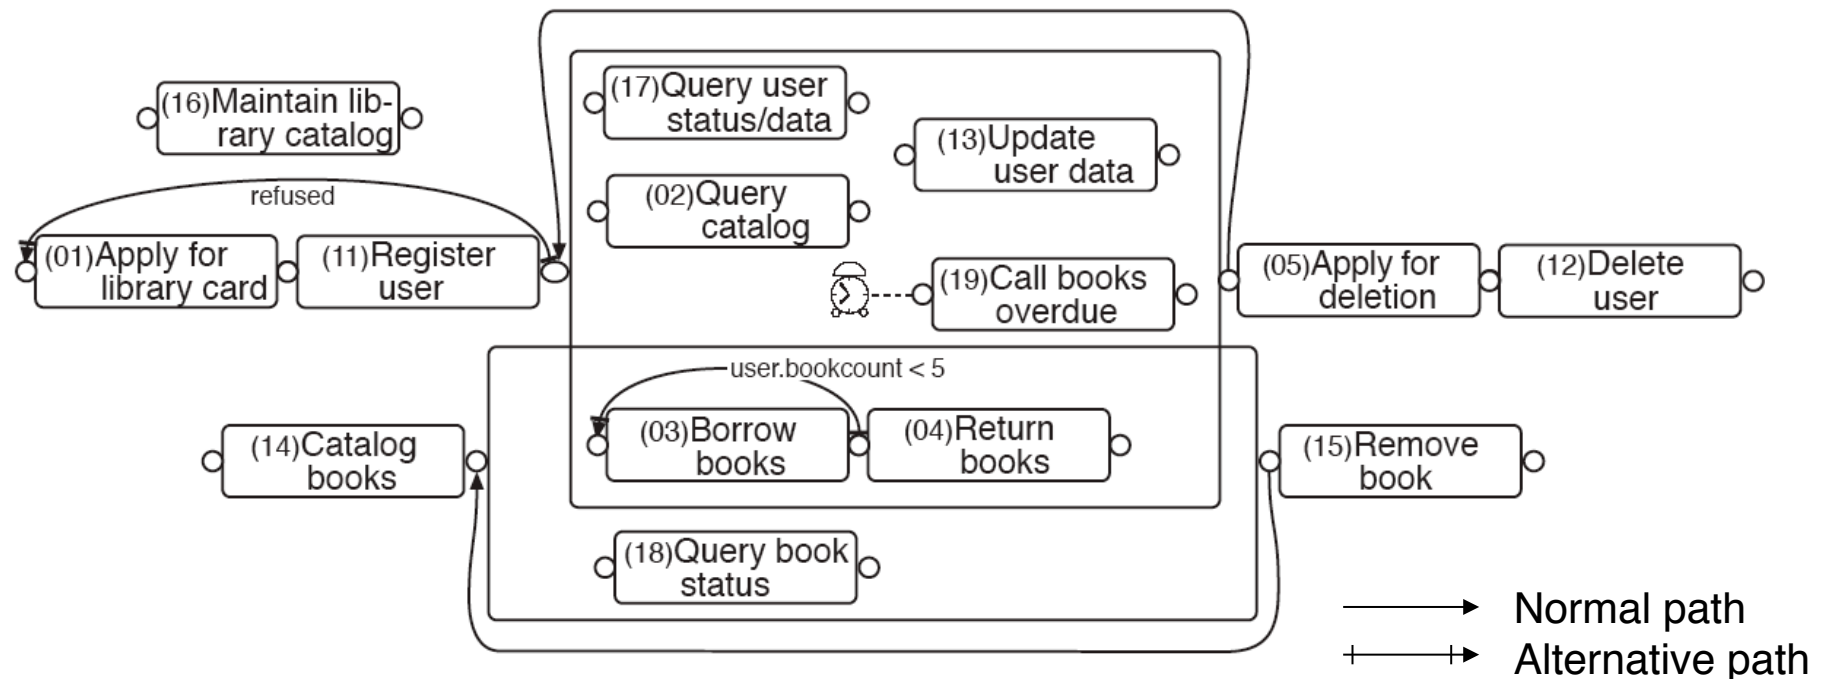 (16)Maintain lib-
rary catalog
refused
(01)Apply for
library card
(11)Register
user
(17)Query user
status/data
(13)Update
user data
(02)Query
catalog
(19)Call books
overdue
(05)Apply for
deletion
(12)Delete
user
user.bookcount < 5
(03)Borrow
books
(04)Return
books
(14)Catalog
books
(15)Remove
book
(18)Query book
status
Normal path
Alternative path